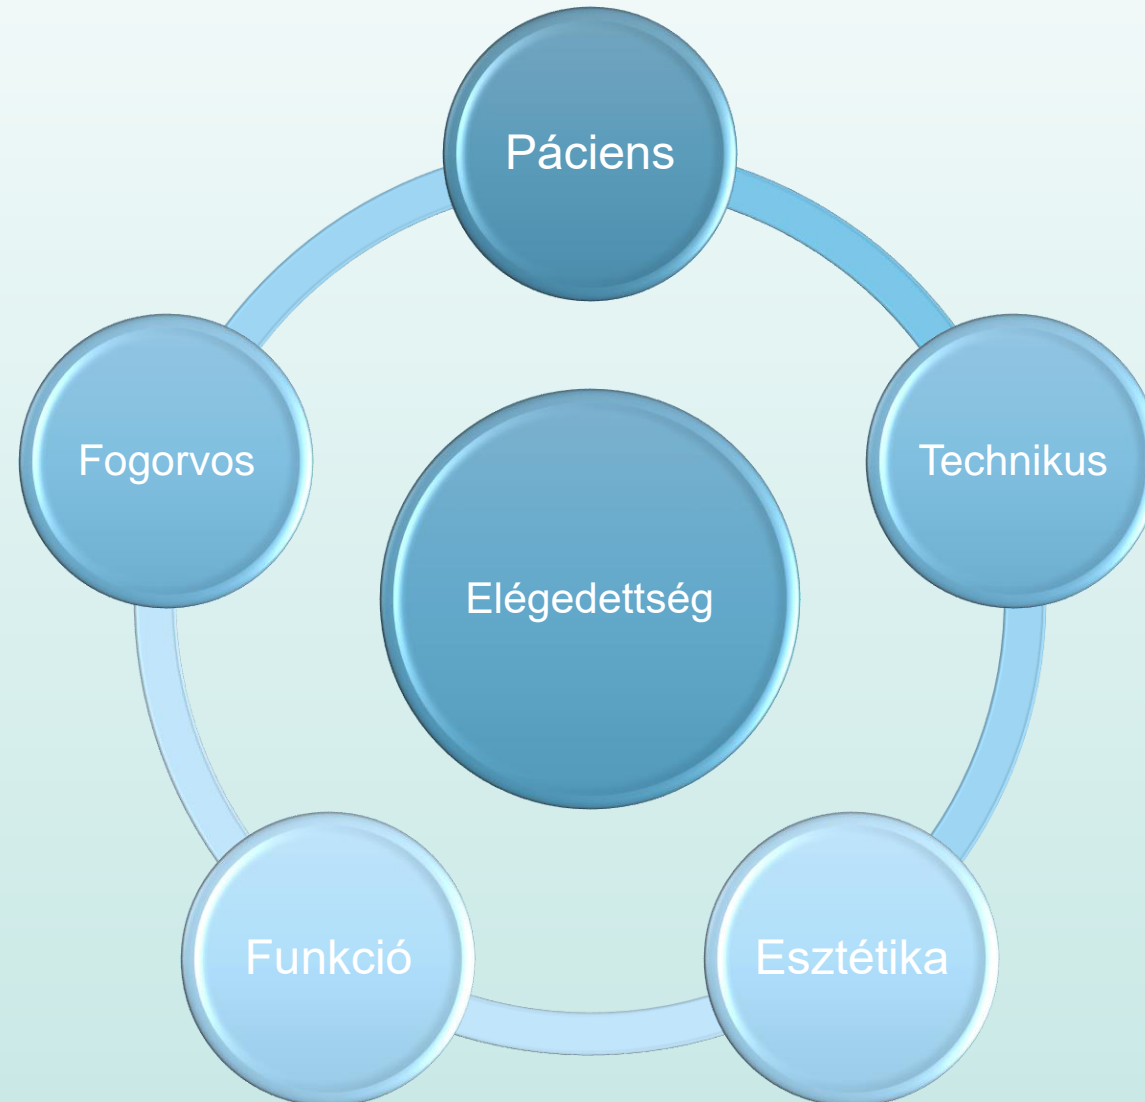 Páciens
Fogorvos
Technikus
Elégedettség
Funkció
Esztétika